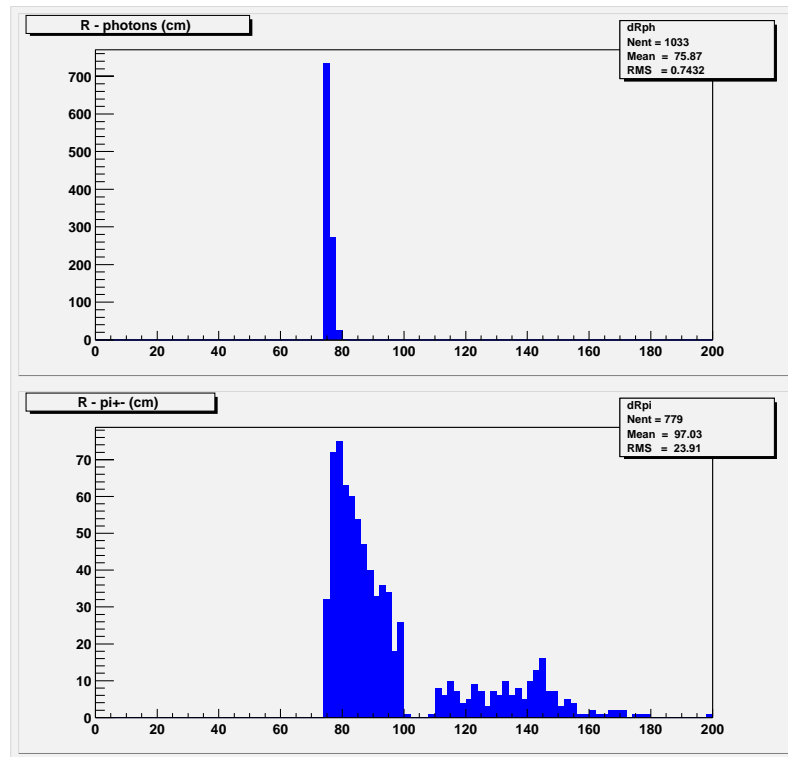 R - photons (cm)
dRph
Nent = 1033
Mean = 75.87
RMS = 0.7432
700
600
500
400
300
200
100
0
0 20 40 60 80 100 120 140 160 180 200
R - pi+- (cm)
dRpi
Nent = 779
Mean = 97.03
RMS = 23.91
70
60
50
40
30
20
10
0
0 20 40 60 80 100 120 140 160 180 200